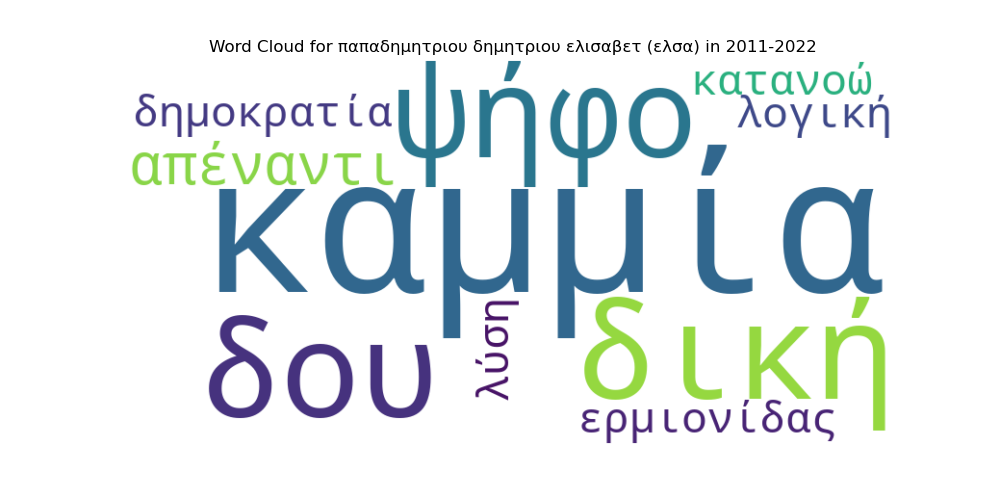 Word Cloud for παπαδημητριου δημητριου ελισαβετ (ελσα) in 2011-2022
κατανοώ
δημοκρατία
ψήφο
λογική
απέναντι
καμμία
δου
λύση
δική
ερμιονίδας